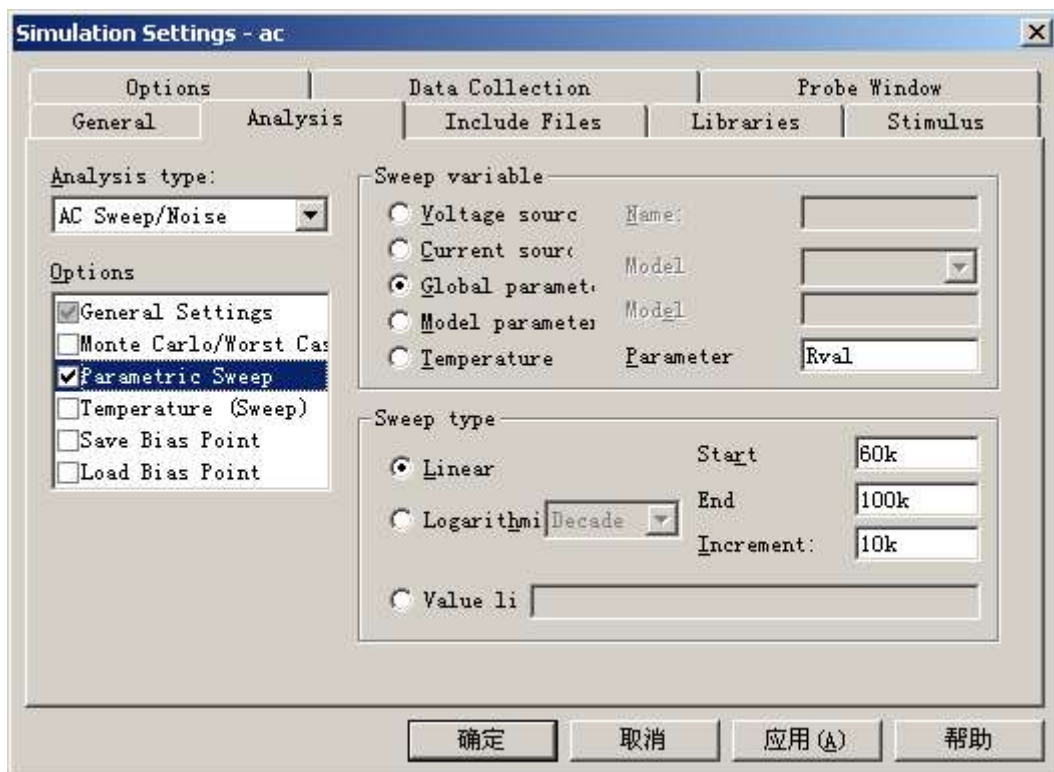 Simulation Settings - ac
Options Data Collection Probe Window
General Analysis Include Files Libraries Stimulus
Analysis type:
AC Sweep/Noise
Options
General Settings
Monte Carlo/Worst Cas
Parametric Sweep
Temperature (Sweep)
Save Bias Point
Load Bias Point
Sweep variable
Voltage sourc Name:
Current sourc Model
Global paramet
Model parameter Model
Temperature Parameter Rval
Sweep type
Linear Start 60k
End 100k
Logarithmi Decade
Increment: 10k
Value li
确定 取消 应用(A) 帮助